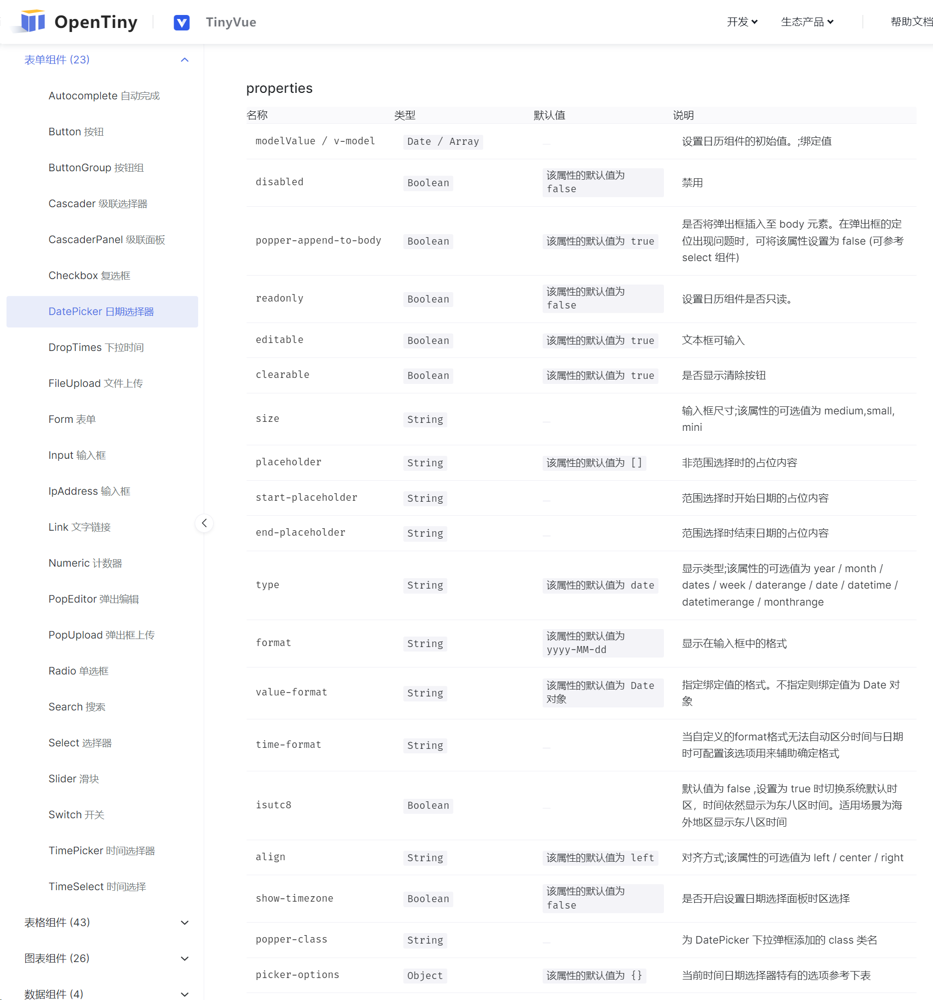 OpenTiny
TinyVue
开发
生态产品
帮助文档
表单组件 (23)
Autocomplete 自动完成
Button 按钮
ButtonGroup 按钮组
Cascader 级联选择器
CascaderPanel 级联面板
Checkbox 复选框
DatePicker 日期选择器
DropTimes 下拉时间
FileUpload 文件上传
Form 表单
Input 输入框
IpAddress 输入框
Link 文字链接
Numeric 计数器
PopEditor 弹出编辑
PopUpload 弹出框上传
Radio 单选框
Search 搜索
Select 选择器
Slider 滑块
Switch 开关
TimePicker 时间选择器
TimeSelect 时间选择
表格组件 (43)
图表组件 (26)
数据组件 (4)
properties
名称 类型 默认值 说明
modelValue / v-model Date / Array 设置日历组件的初始值。;绑定值
disabled Boolean 该属性的默认值为
false
禁用
popper-append-to-body Boolean 该属性的默认值为 true
是否将弹出框插入至 body 元素。在弹出框的定
位出现问题时，可将该属性设置为 false (可参考
select 组件)
readonly Boolean 该属性的默认值为
false
设置日历组件是否只读。
editable Boolean 该属性的默认值为 true 文本框可输入
clearable Boolean 该属性的默认值为 true 是否显示清除按钮
size String
输入框尺寸;该属性的可选值为 medium,small,
mini
placeholder String 该属性的默认值为 [] 非范围选择时的占位内容
start-placeholder String 范围选择时开始日期的占位内容
end-placeholder String 范围选择时结束日期的占位内容
type String 该属性的默认值为 date
显示类型;该属性的可选值为 year / month /
dates / week / daterange / date / datetime /
datetimerange / monthrange
format String 该属性的默认值为
yyyy-MM-dd
显示在输入框中的格式
value-format String 该属性的默认值为 Date
对象
指定绑定值的格式。不指定则绑定值为 Date 对
象
time-format String
当自定义的format格式无法自动区分时间与日期
时可配置该选项用来辅助确定格式
isutc8 Boolean
默认值为 false ,设置为 true 时切换系统默认时
区，时间依然显示为东八区时间。适用场景为海
外地区显示东八区时间
align String 该属性的默认值为 left 对齐方式;该属性的可选值为 left / center / right
show-timezone Boolean 该属性的默认值为
false
是否开启设置日期选择面板时区选择
popper-class String 为 DatePicker 下拉弹框添加的 class 类名
picker-options Object 该属性的默认值为 {} 当前时间日期选择器特有的选项参考下表